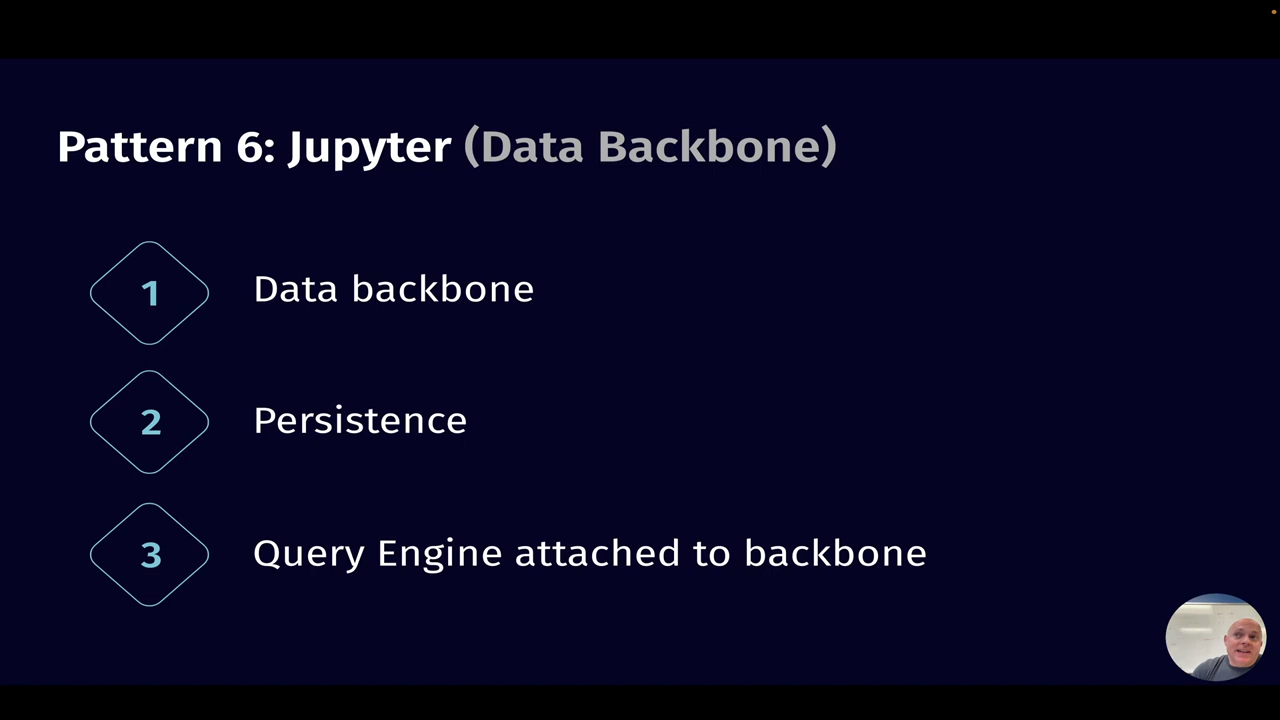 Pattern 6: Jupyter (Data Backbone)
1 Data backbone
2 Persistence
3 Query Engine attached to backbone